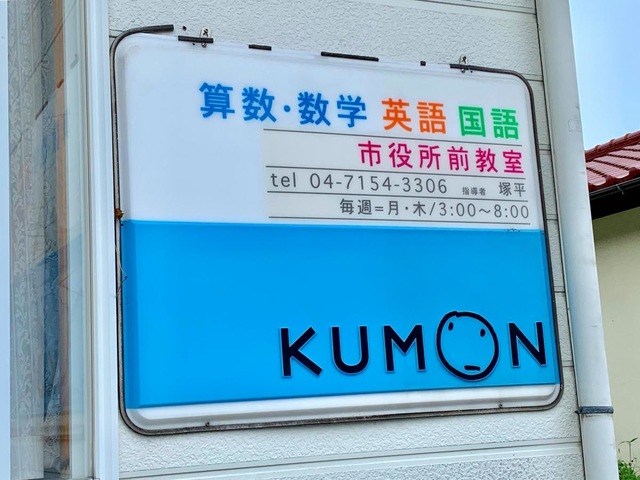 算数・数学 英語 国語
市役所前教室
tel 04-7154-3306 指導者 塚平
毎週=月・木/3:00～8:00
KUMON